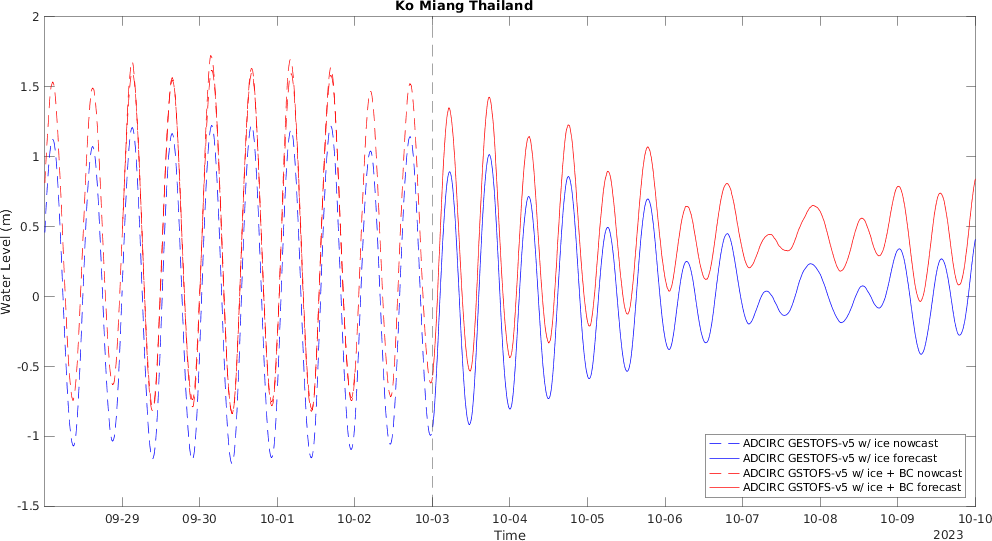 Ko Miang Thailand
2
1.5
1
0.5
0
-0.5
-1
-1.5
Water Level (m)
ADCIRC GESTOFS-v5 w/ ice nowcast
ADCIRC GESTOFS-v5 w/ ice forecast
ADCIRC GSTOFS-v5 w/ ice + BC nowcast
ADCIRC GSTOFS-v5 w/ ice + BC forecast
09-29 09-30 10-01 10-02 10-03 10-04 10-05 10-06 10-07 10-08 10-09 10-10
Time
2023